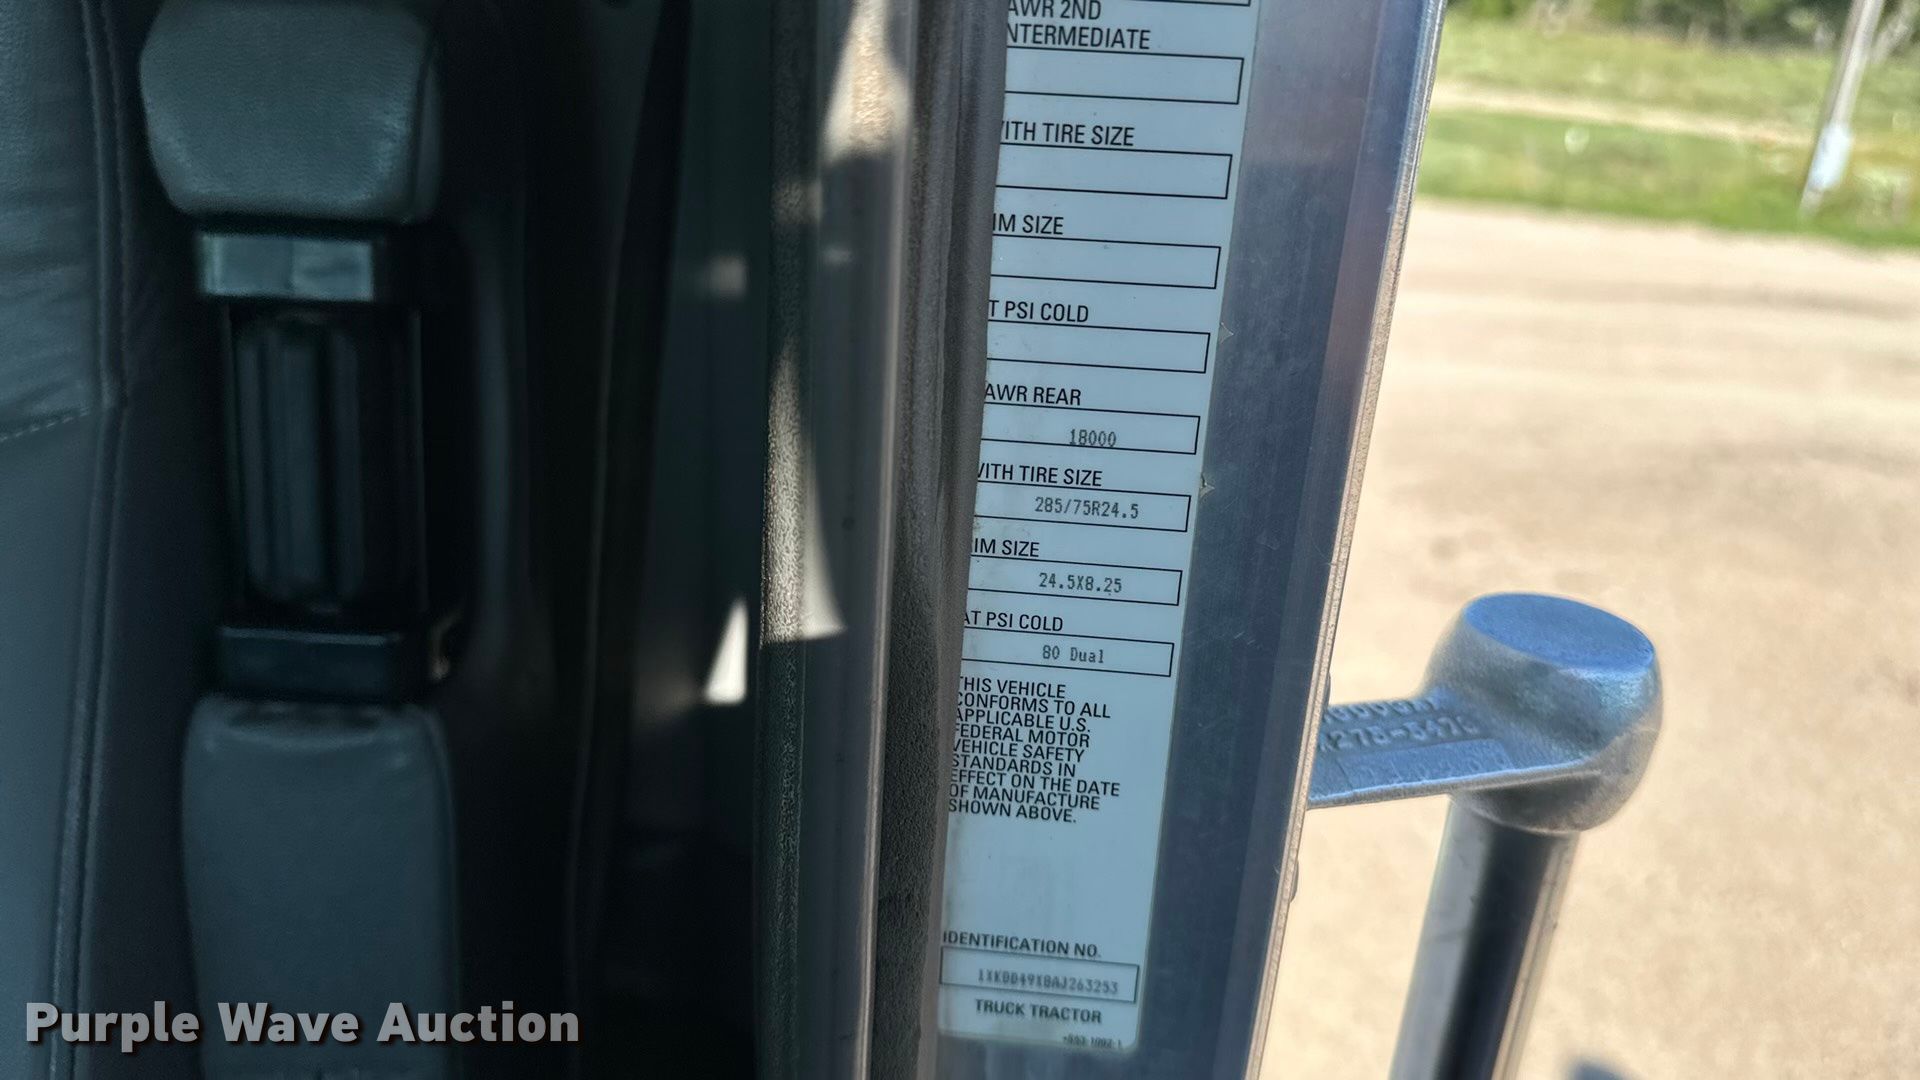 AWR 2ND
NTERMEDIATE
WITH TIRE SIZE
IM SIZE
T PSI COLD
AWR REAR
18000
WITH TIRE SIZE
285/75R24.5
IM SIZE
24.5X8.25
AT PSI COLD
80 Dual
THIS VEHICLE
CONFORMS TO ALL
APPLICABLE U.S.
FEDERAL MOTOR
VEHICLE SAFETY
STANDARDS IN
EFFECT ON THE DATE
OF MANUFACTURE
SHOWN ABOVE.
IDENTIFICATION NO.
TRUCK TRACTOR
Purple Wave Auction